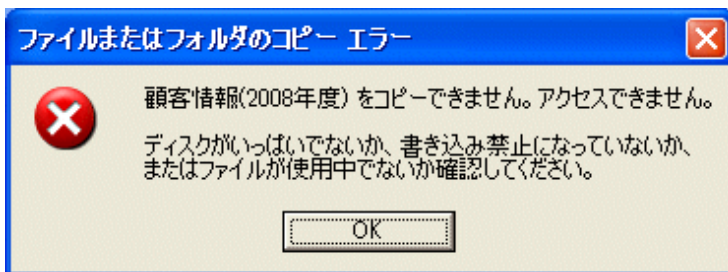 ファイルまたはフォルダのコピー エラー
顧客情報(2008年度) をコピーできません。アクセスできません。
ディスクがいっぱいでないか、書き込み禁止になっていないか、
またはファイルが使用中でないか確認してください。
OK